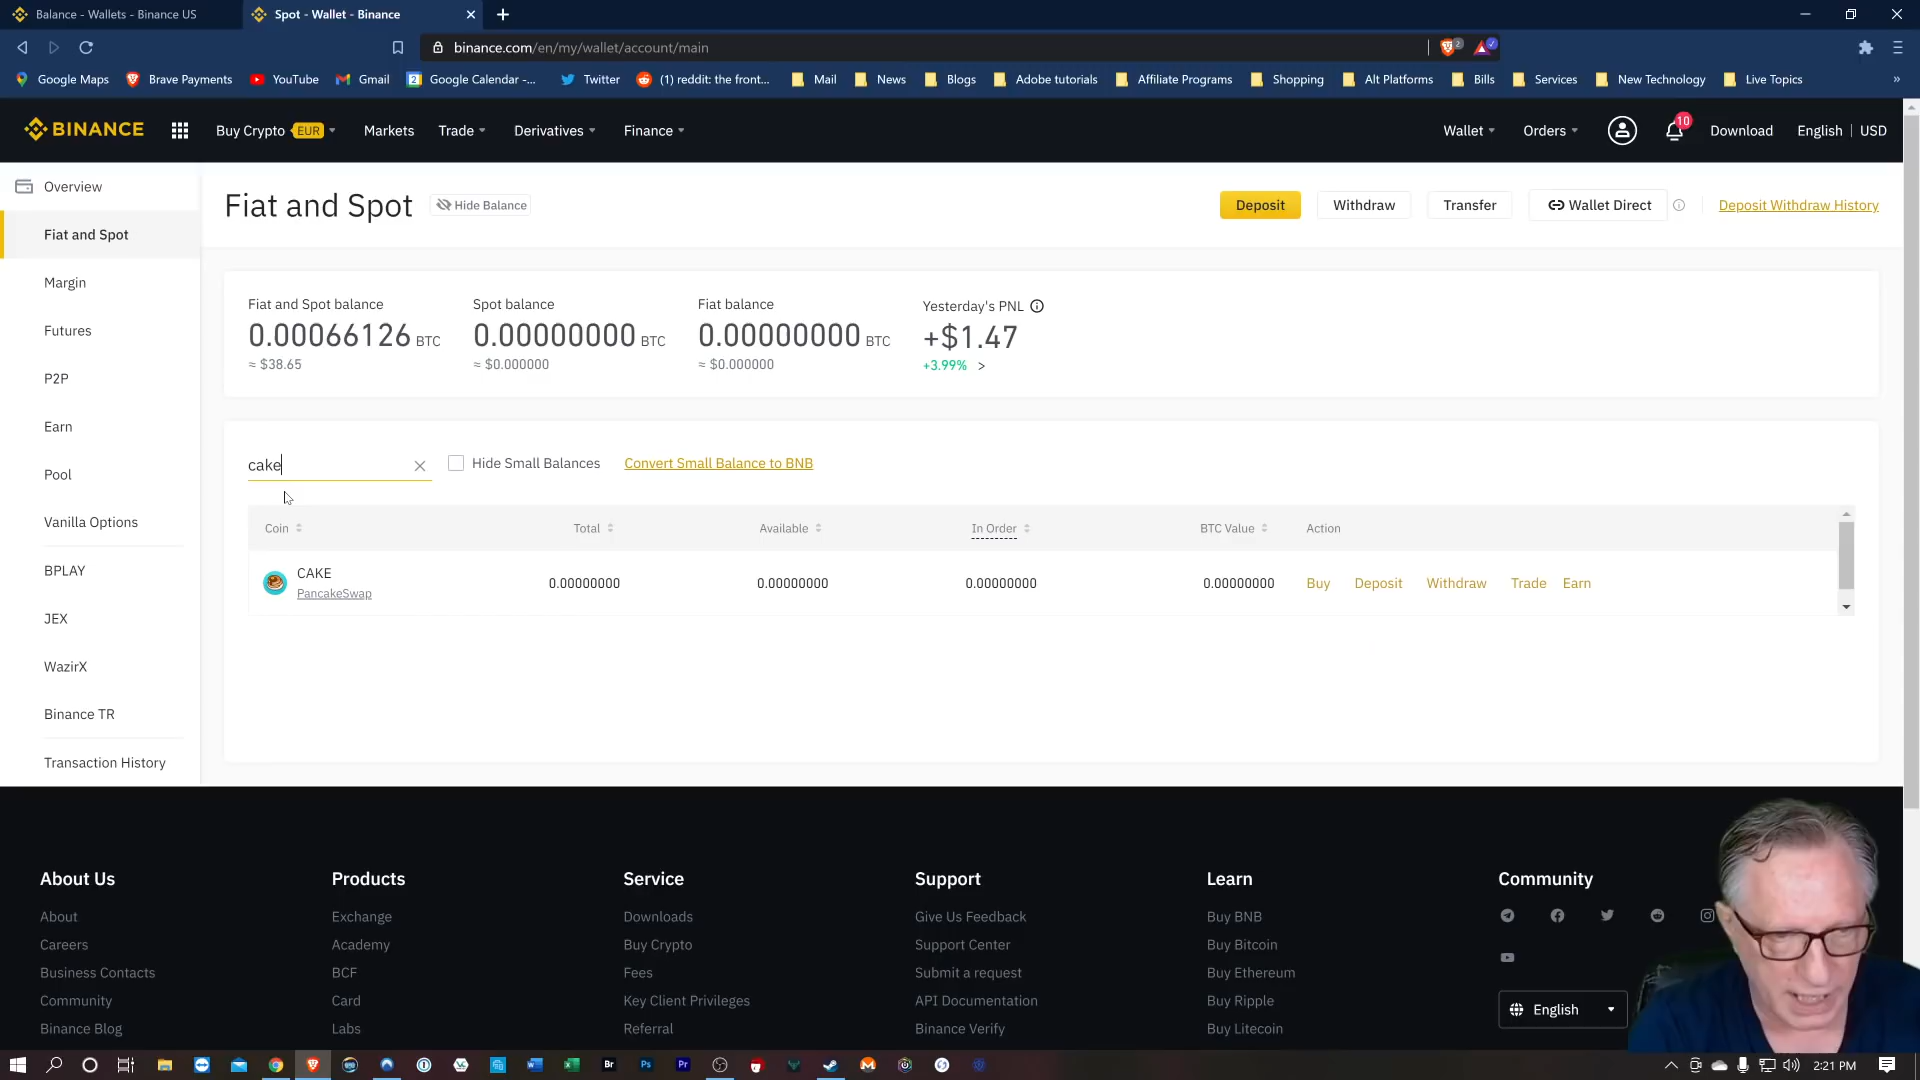 Balance - Wallets - Binance US
Spot - Wallet - Binance
binance.com/en/my/wallet/account/main
2
Google Maps
Brave Payments
YouTube
Gmail
2
Google Calendar -...
Twitter
(1) reddit: the front...
Mail
News
Blogs
Adobe tutorials
Affiliate Programs
Shopping
Alt Platforms
Bills
Services
New Technology
Live Topics
»
BINANCE
Buy Crypto EUR
Markets
Trade
Derivatives
Finance
Wallet
Orders
10
Download
English | USD
Overview
Fiat and Spot
Margin
Futures
P2P
Earn
Pool
Vanilla Options
BPLAY
JEX
WazirX
Binance TR
Transaction History
Fiat and Spot
Hide Balance
Deposit
Withdraw
Transfer
Wallet Direct
Deposit Withdraw History
Fiat and Spot balance
0.00066126 BTC
≈ $38.65
Spot balance
0.00000000 BTC
≈ $0.000000
Fiat balance
0.00000000 BTC
≈ $0.000000
Yesterday's PNL
+$1.47
+3.99% >
cake
Hide Small Balances
Convert Small Balance to BNB
Coin Total Available In Order BTC Value Action
CAKE
PancakeSwap
0.00000000 0.00000000 0.00000000 0.00000000 Buy Deposit Withdraw Trade Earn
About Us
About
Careers
Business Contacts
Community
Binance Blog
Products
Exchange
Academy
BCF
Card
Labs
Service
Downloads
Buy Crypto
Fees
Key Client Privileges
Referral
Support
Give Us Feedback
Support Center
Submit a request
API Documentation
Binance Verify
Learn
Buy BNB
Buy Bitcoin
Buy Ethereum
Buy Ripple
Buy Litecoin
Community
English
Br
Ps
Pr
2:21 PM